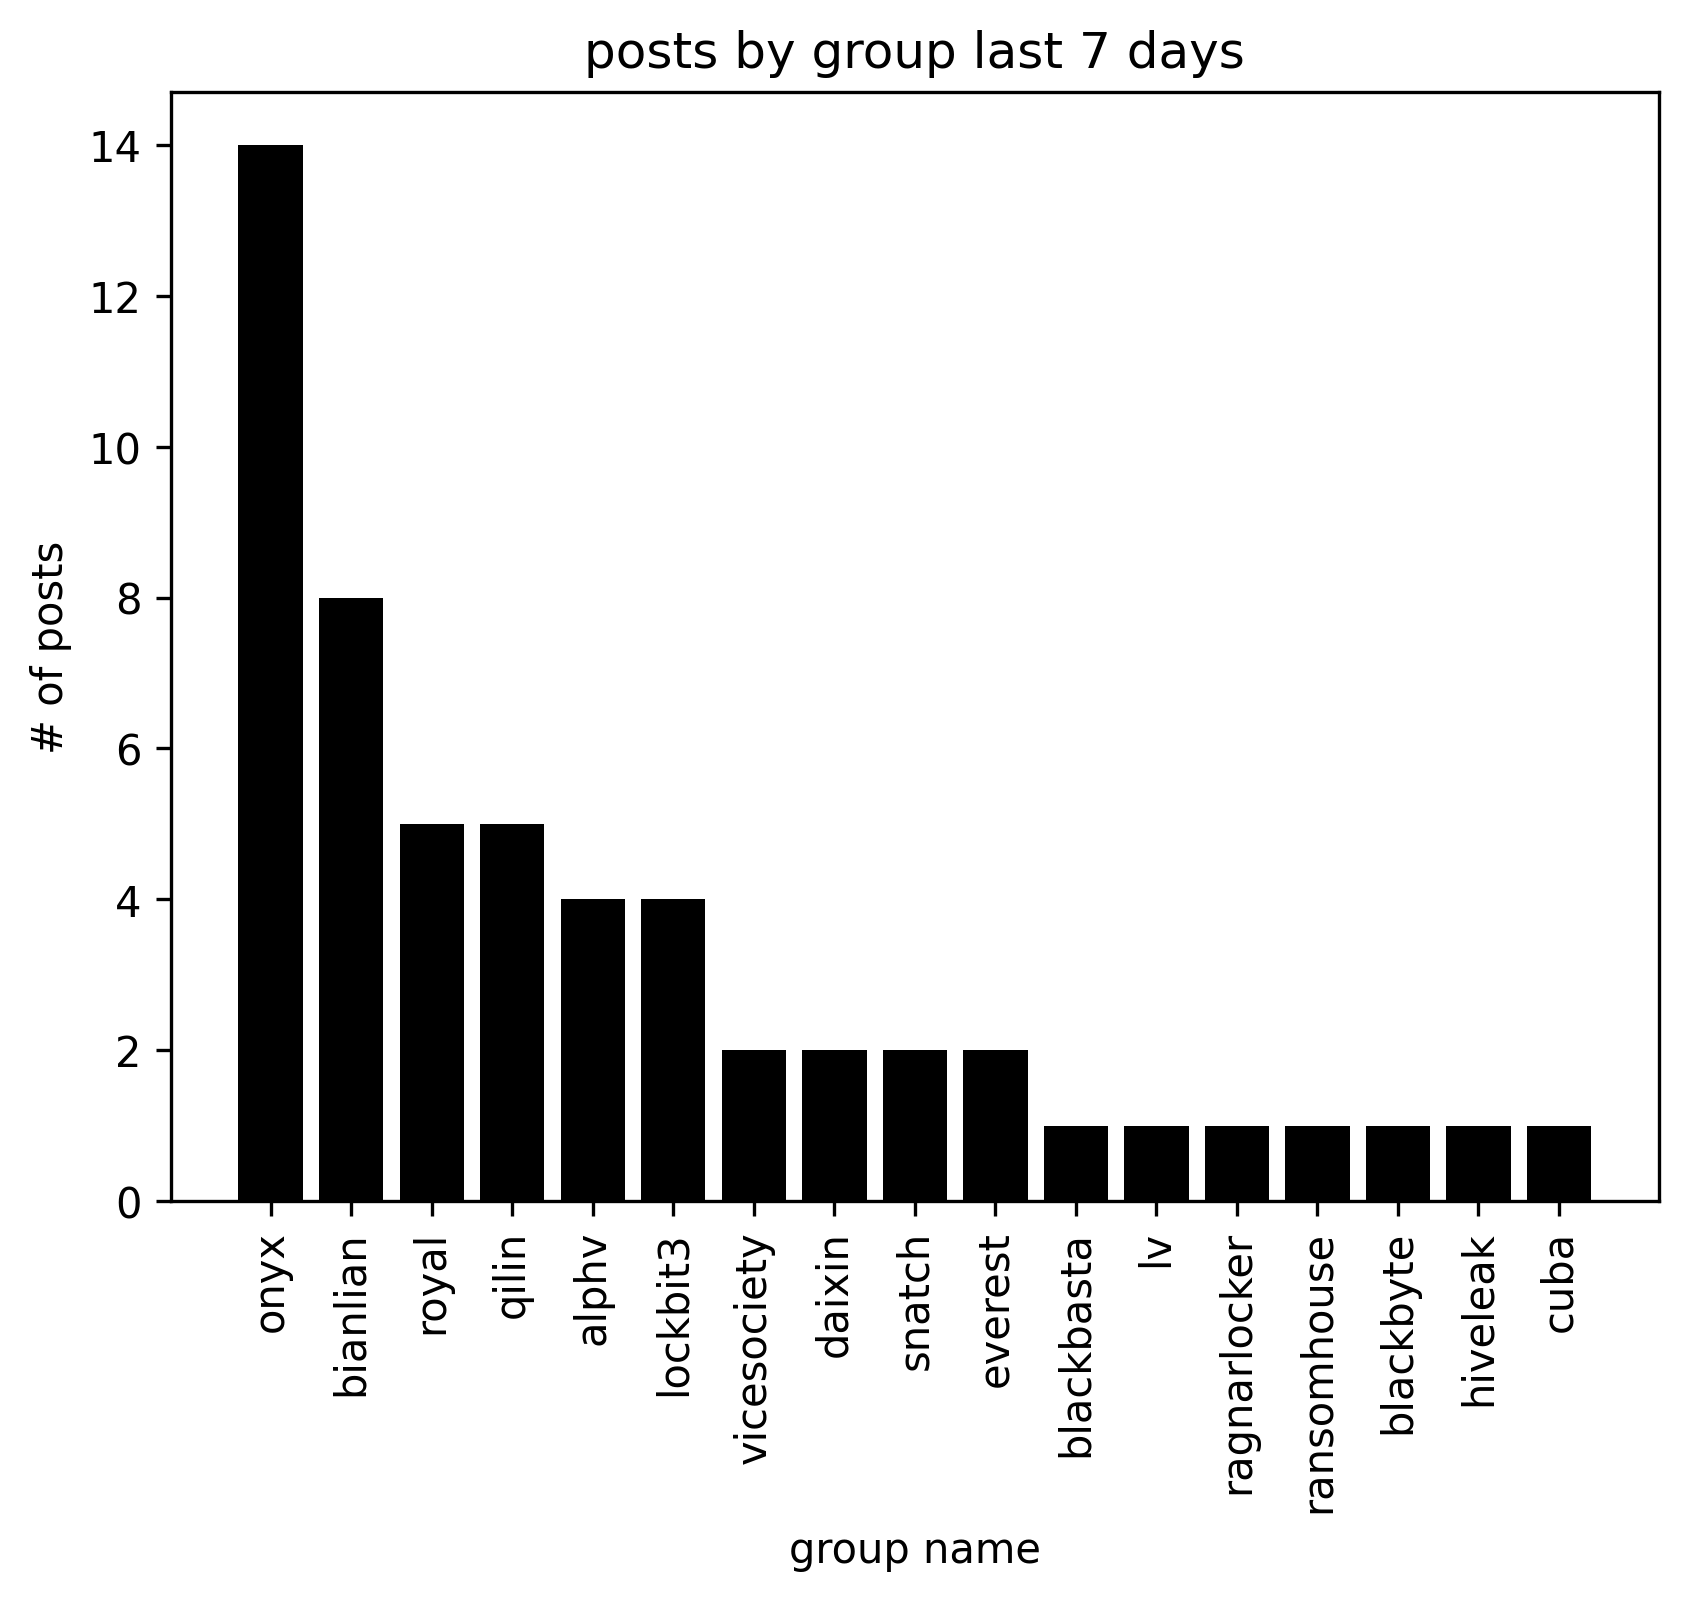 posts by group last 7 days
14
12
10
8
6
4
2
0
# of posts
onyx
bianlian
royal
qilin
alphv
lockbit3
vicesociety
daixin
snatch
everest
blackbasta
lv
ragnarlocker
ransomhouse
blackbyte
hiveleak
cuba
group name